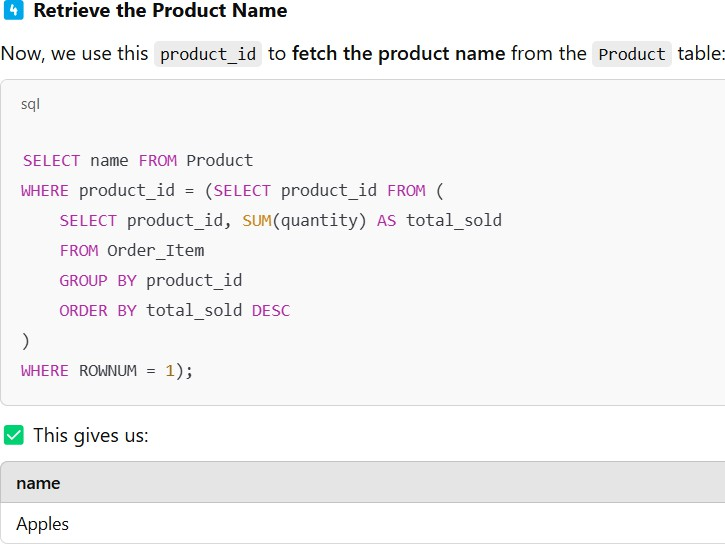 4 Retrieve the Product Name
Now, we use this product_id to fetch the product name from the Product table:
sql
SELECT name FROM Product
WHERE product_id = (SELECT product_id FROM (
    SELECT product_id, SUM(quantity) AS total_sold
    FROM Order_Item
    GROUP BY product_id
    ORDER BY total_sold DESC
)
WHERE ROWNUM = 1);
This gives us:
name
Apples